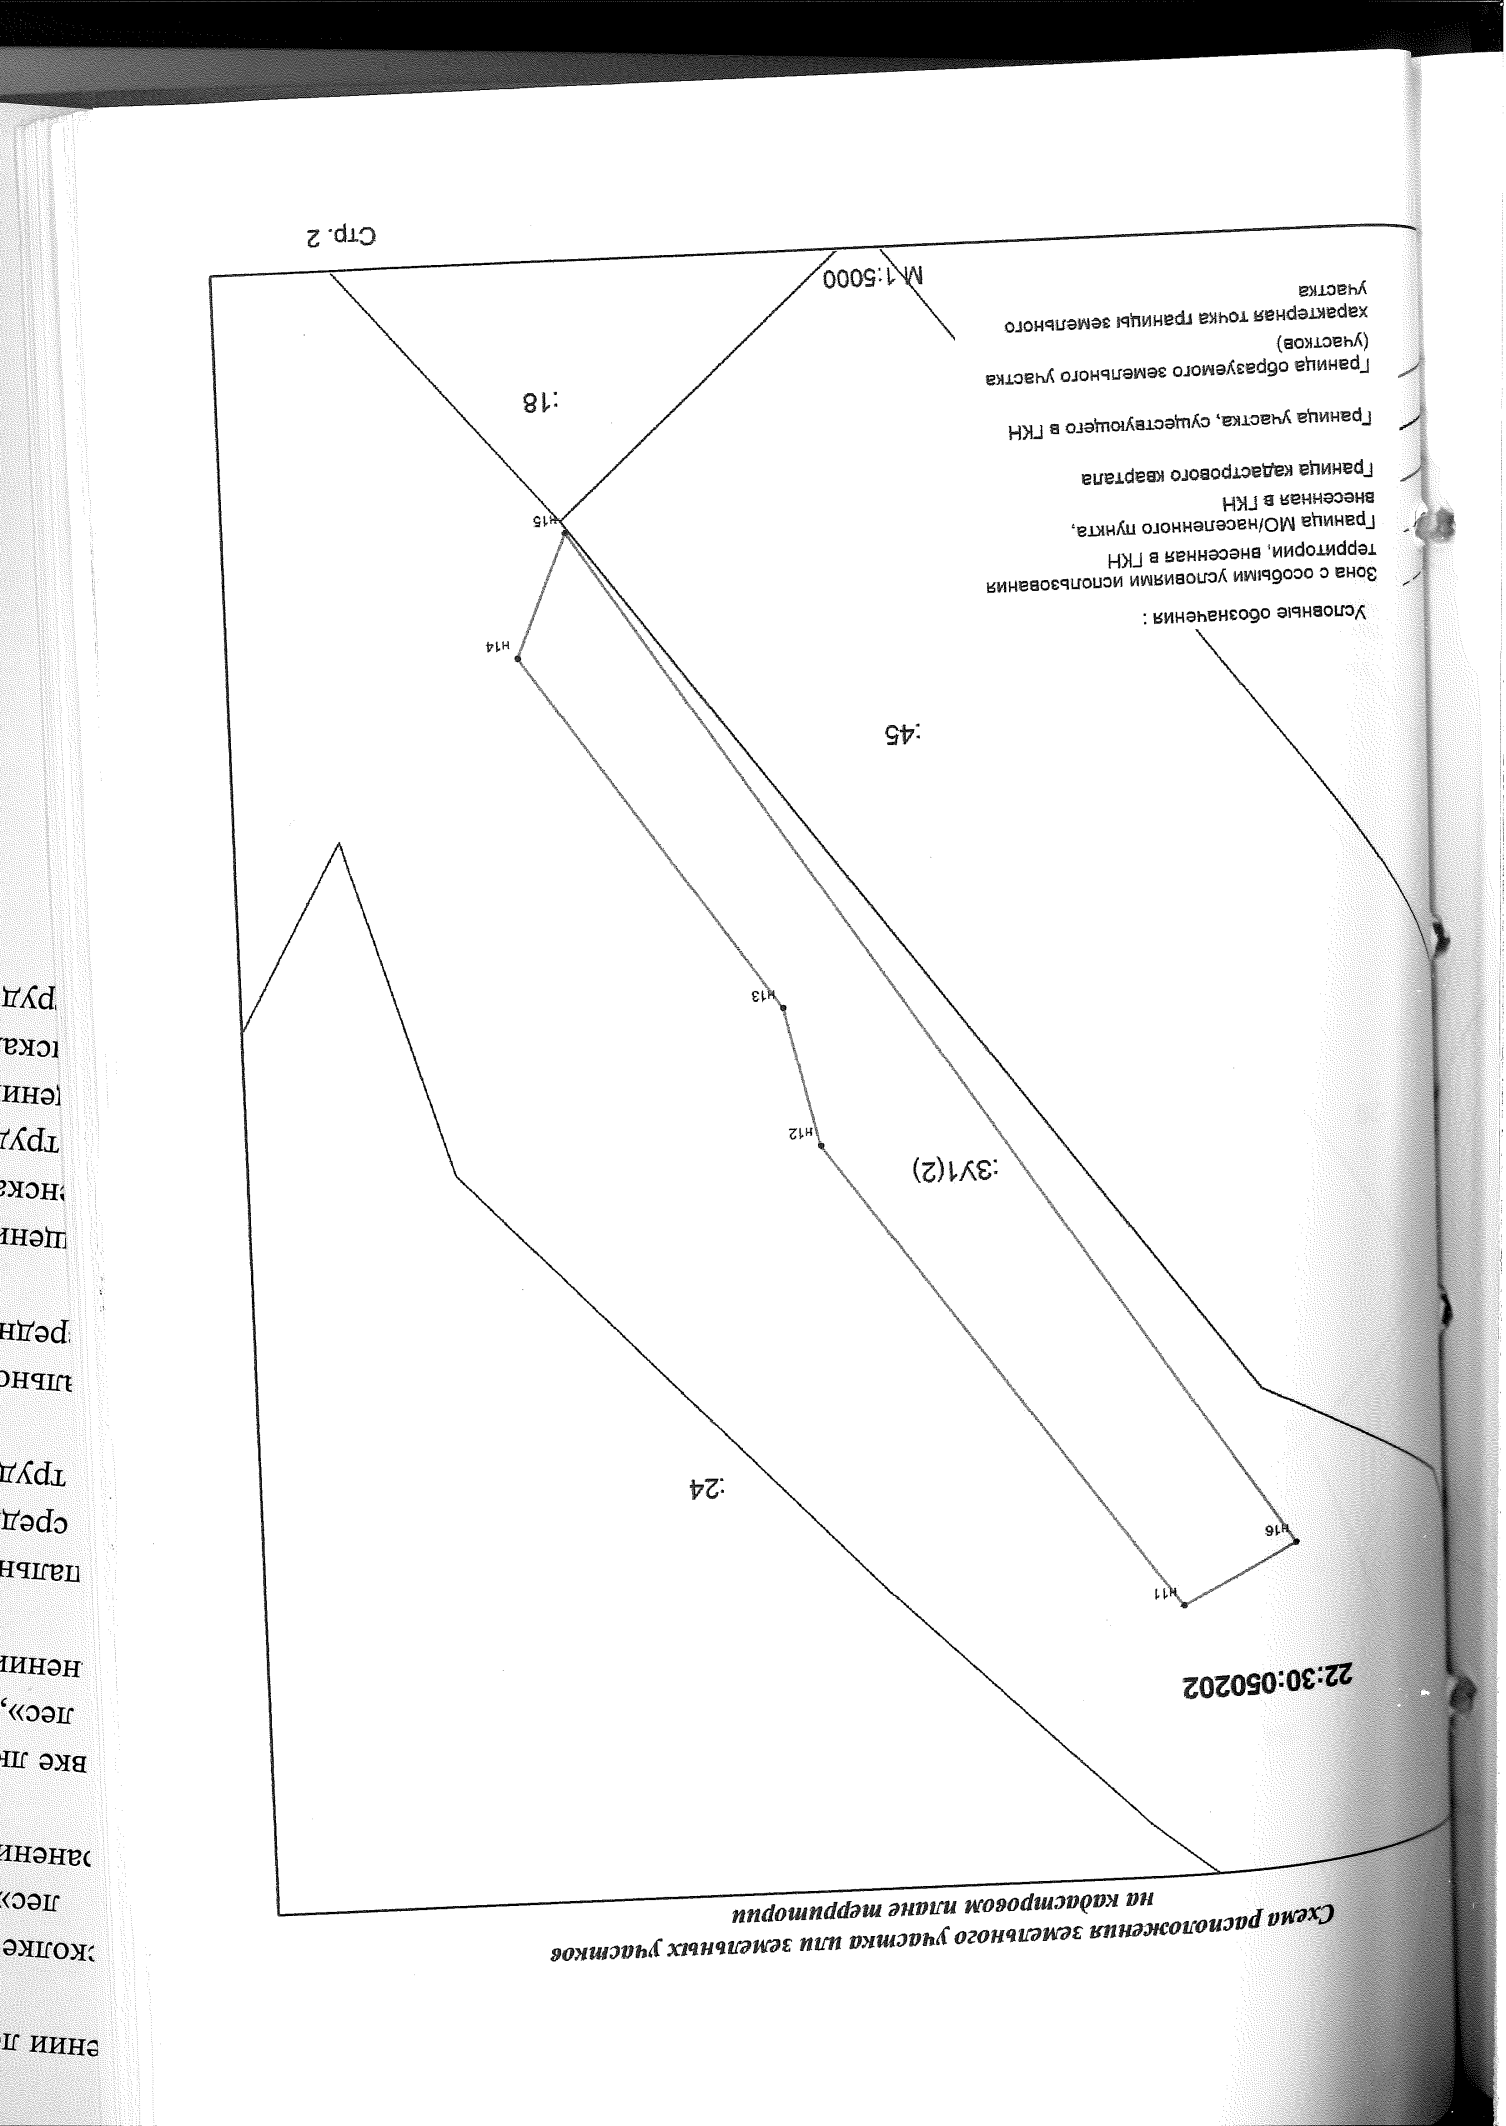 Схема расположения земельного участка или земельных участков
на кадастровом плане территории
22:30:050202
н11
н16
:24
:ЗУ1(2)
н12
н13
:45
н14
н15
:18
Условные обозначения :
Зона с особыми условиями использования
территории, внесенная в ГКН
Граница МО/населенного пункта,
внесенная в ГКН
Граница кадастрового квартала
Граница участка, существующего в ГКН
Граница образуемого земельного участка
(участков)
характерная точка границы земельного
участка
М 1:5000
Стр. 2